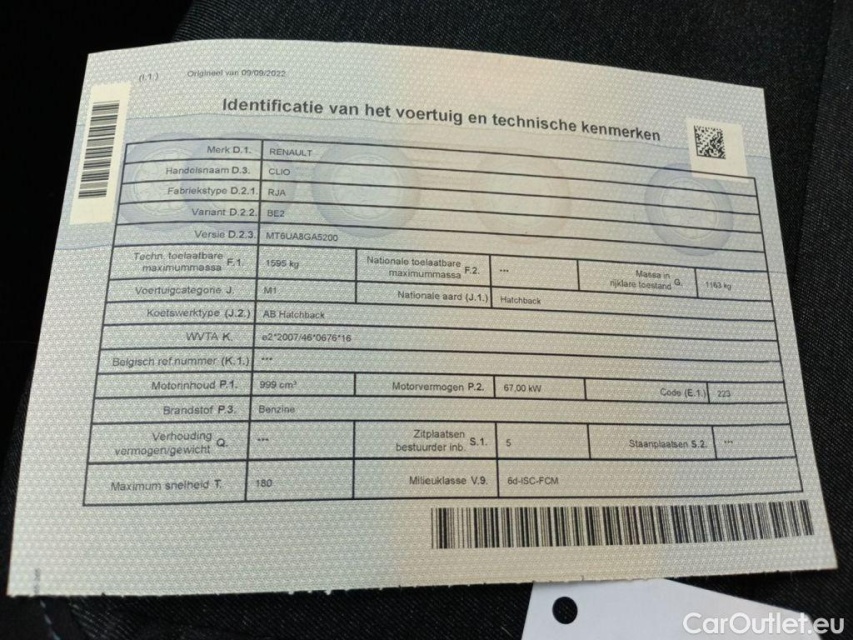 (I.1.) Origineel van 09/09/2022
Identificatie van het voertuig en technische kenmerken
Merk D.1. RENAULT
Handelsnaam D.3. CLIO
Fabriekstype D.2.1. RJA
Variant D.2.2. BE2
Versie D.2.3. MT6UA8GA5200
Techn. toelaatbare maximummassa F.1. 1595 kg Nationale toelaatbare maximummassa F.2. *** Massa in rijklare toestand G. 1163 kg
Voertuigcategorie J. M1 Nationale aard (J.1.) Hatchback
Koetswerktype (J.2.) AB Hatchback
WVTA K. e2*2007/46*0676*16
Belgisch ref.nummer (K.1.) ***
Motorinhoud P.1. 999 cm³ Motorvermogen P.2. 67,00 kW Code (E.1.) 223
Brandstof P.3. Benzine
Verhouding vermogen/gewicht Q. *** Zitplaatsen bestuurder inb. S.1. 5 Staanplaatsen S.2. ***
Maximum snelheid T. 180 Milieuklasse V.9. 6d-ISC-FCM
CarOutlet.eu